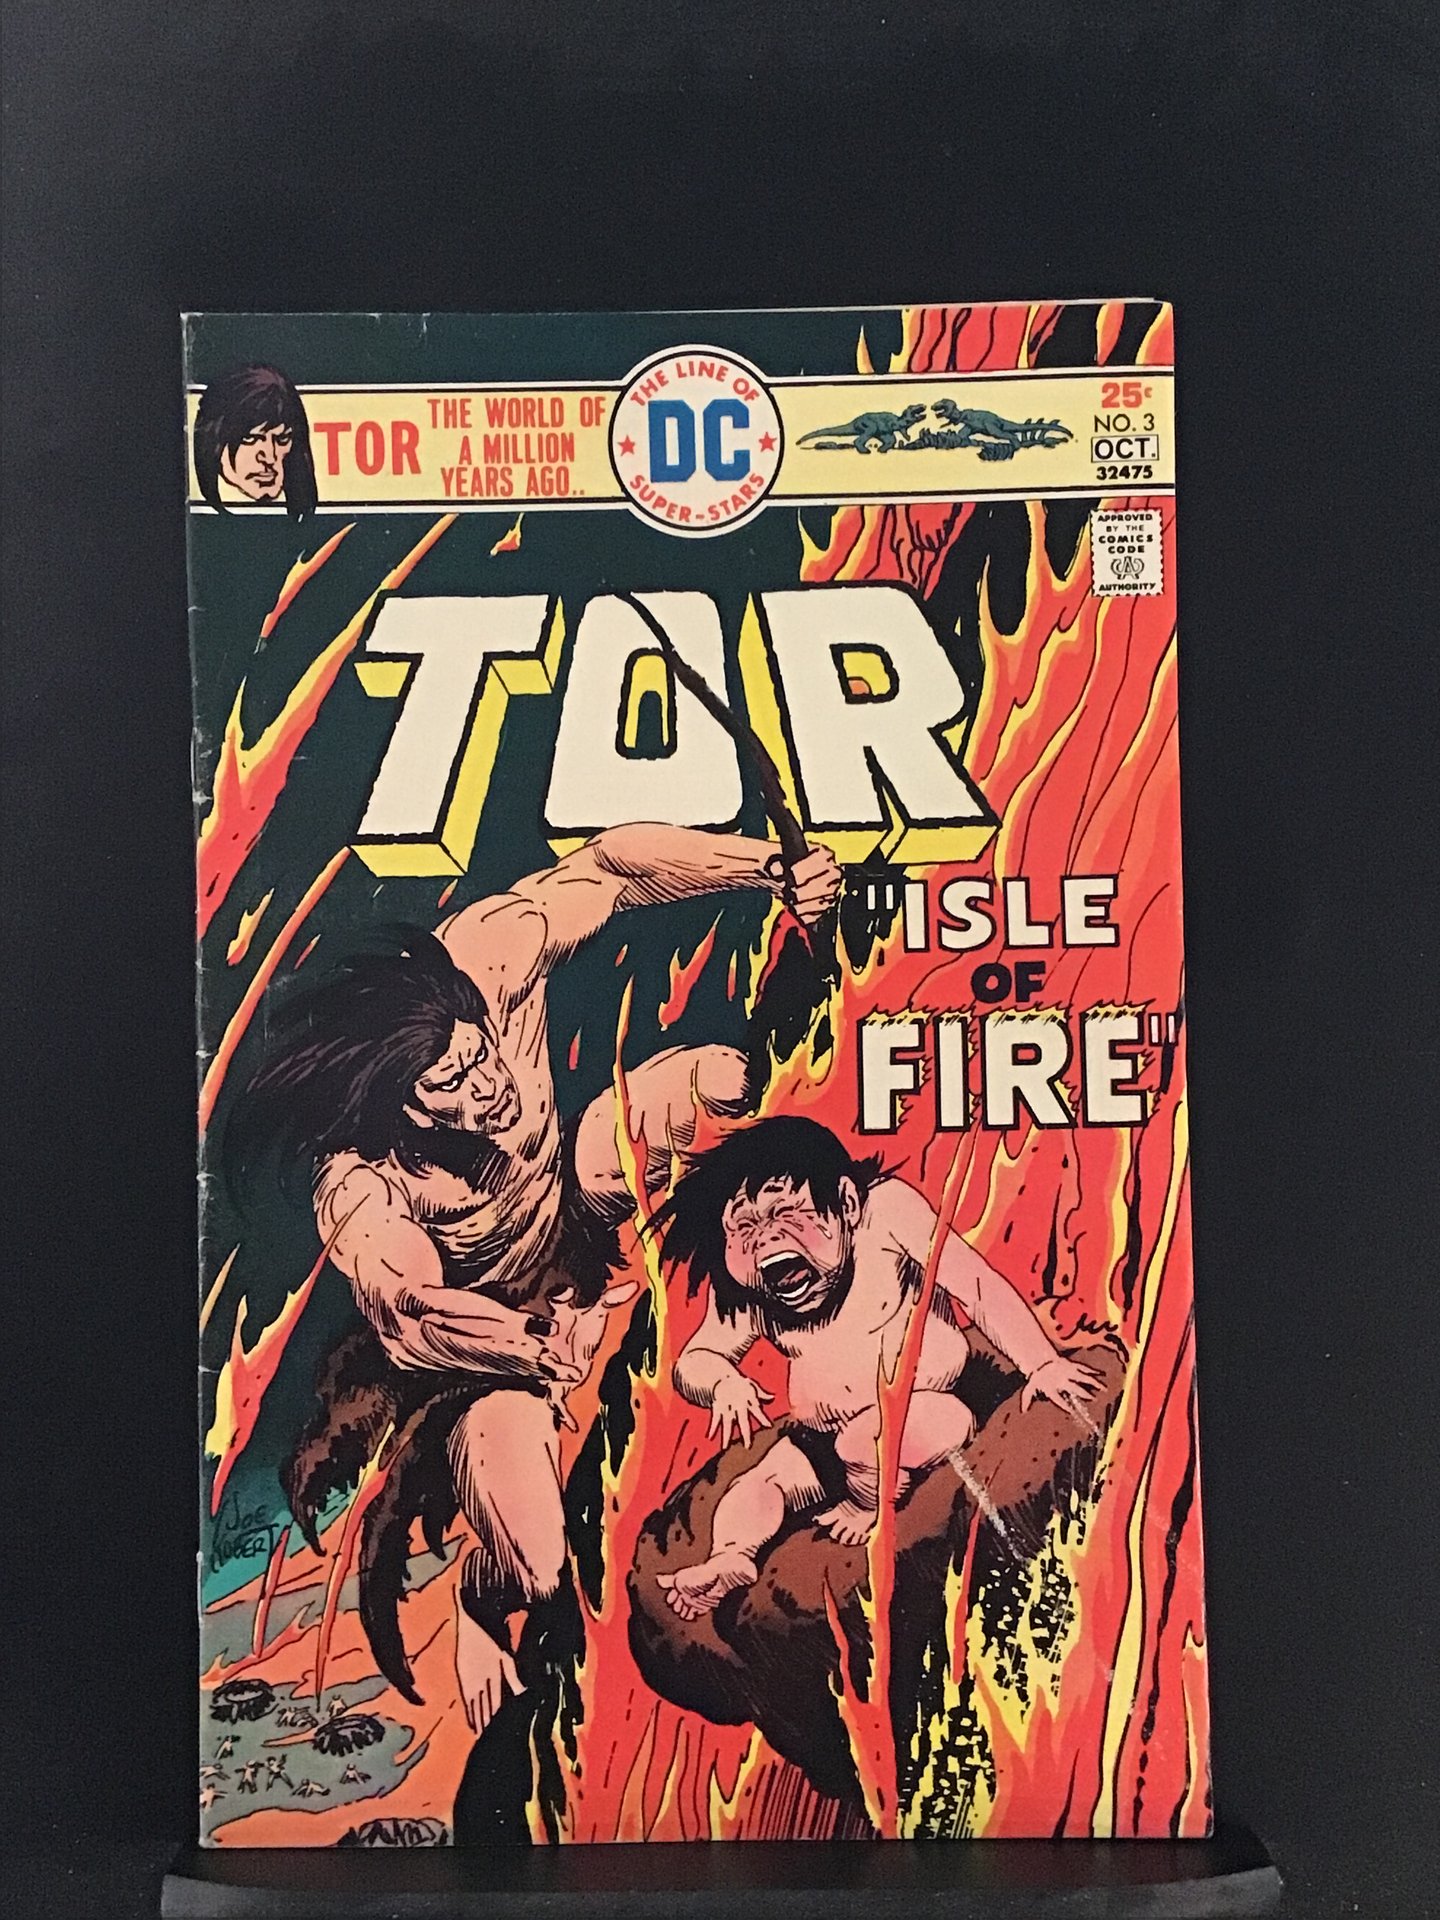 TOR
THE WORLD OF
A MILLION
YEARS AGO..
THE LINE OF
DC
SUPER-STARS
25¢
NO. 3
OCT.
32475
APPROVED
BY THE
COMICS
CODE
AUTHORITY
TOR
"ISLE
OF
FIRE"
JOE
KUBERT